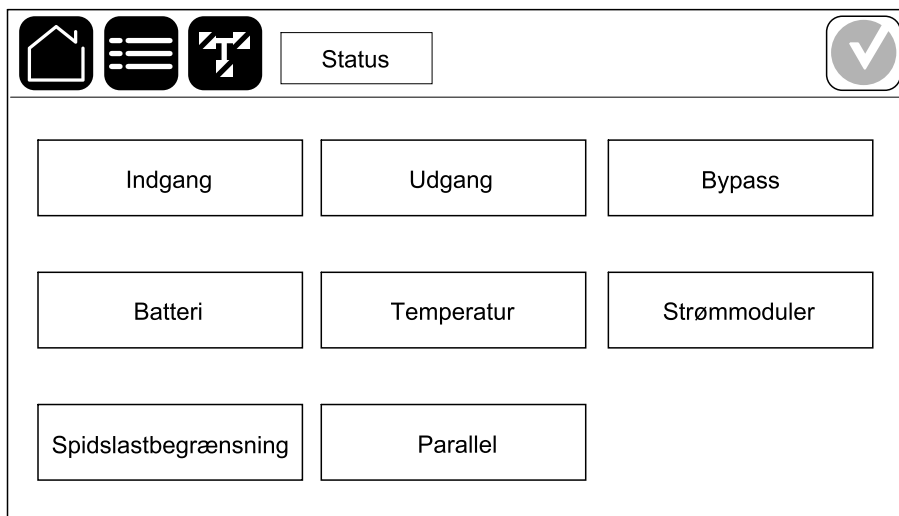 Status
Indgang
Udgang
Bypass
Batteri
Temperatur
Strømmoduler
Spidslastbegrænsning
Parallel